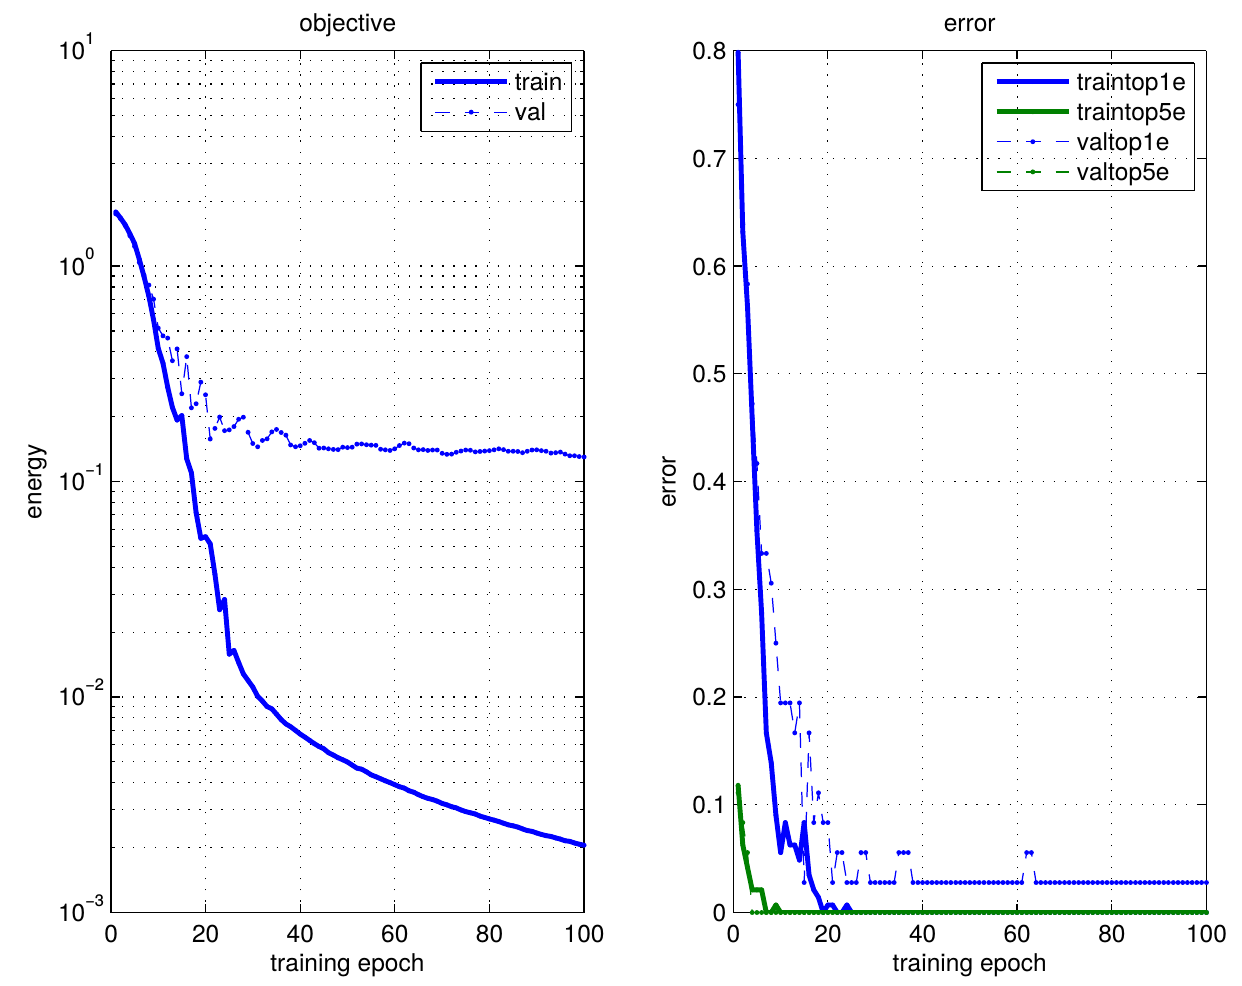 objective
10^1
10^0
10^−1
10^−2
10^−3
energy
0 20 40 60 80 100
training epoch
train
val
error
0.8
0.7
0.6
0.5
0.4
0.3
0.2
0.1
0
error
0 20 40 60 80 100
training epoch
traintop1e
traintop5e
valtop1e
valtop5e